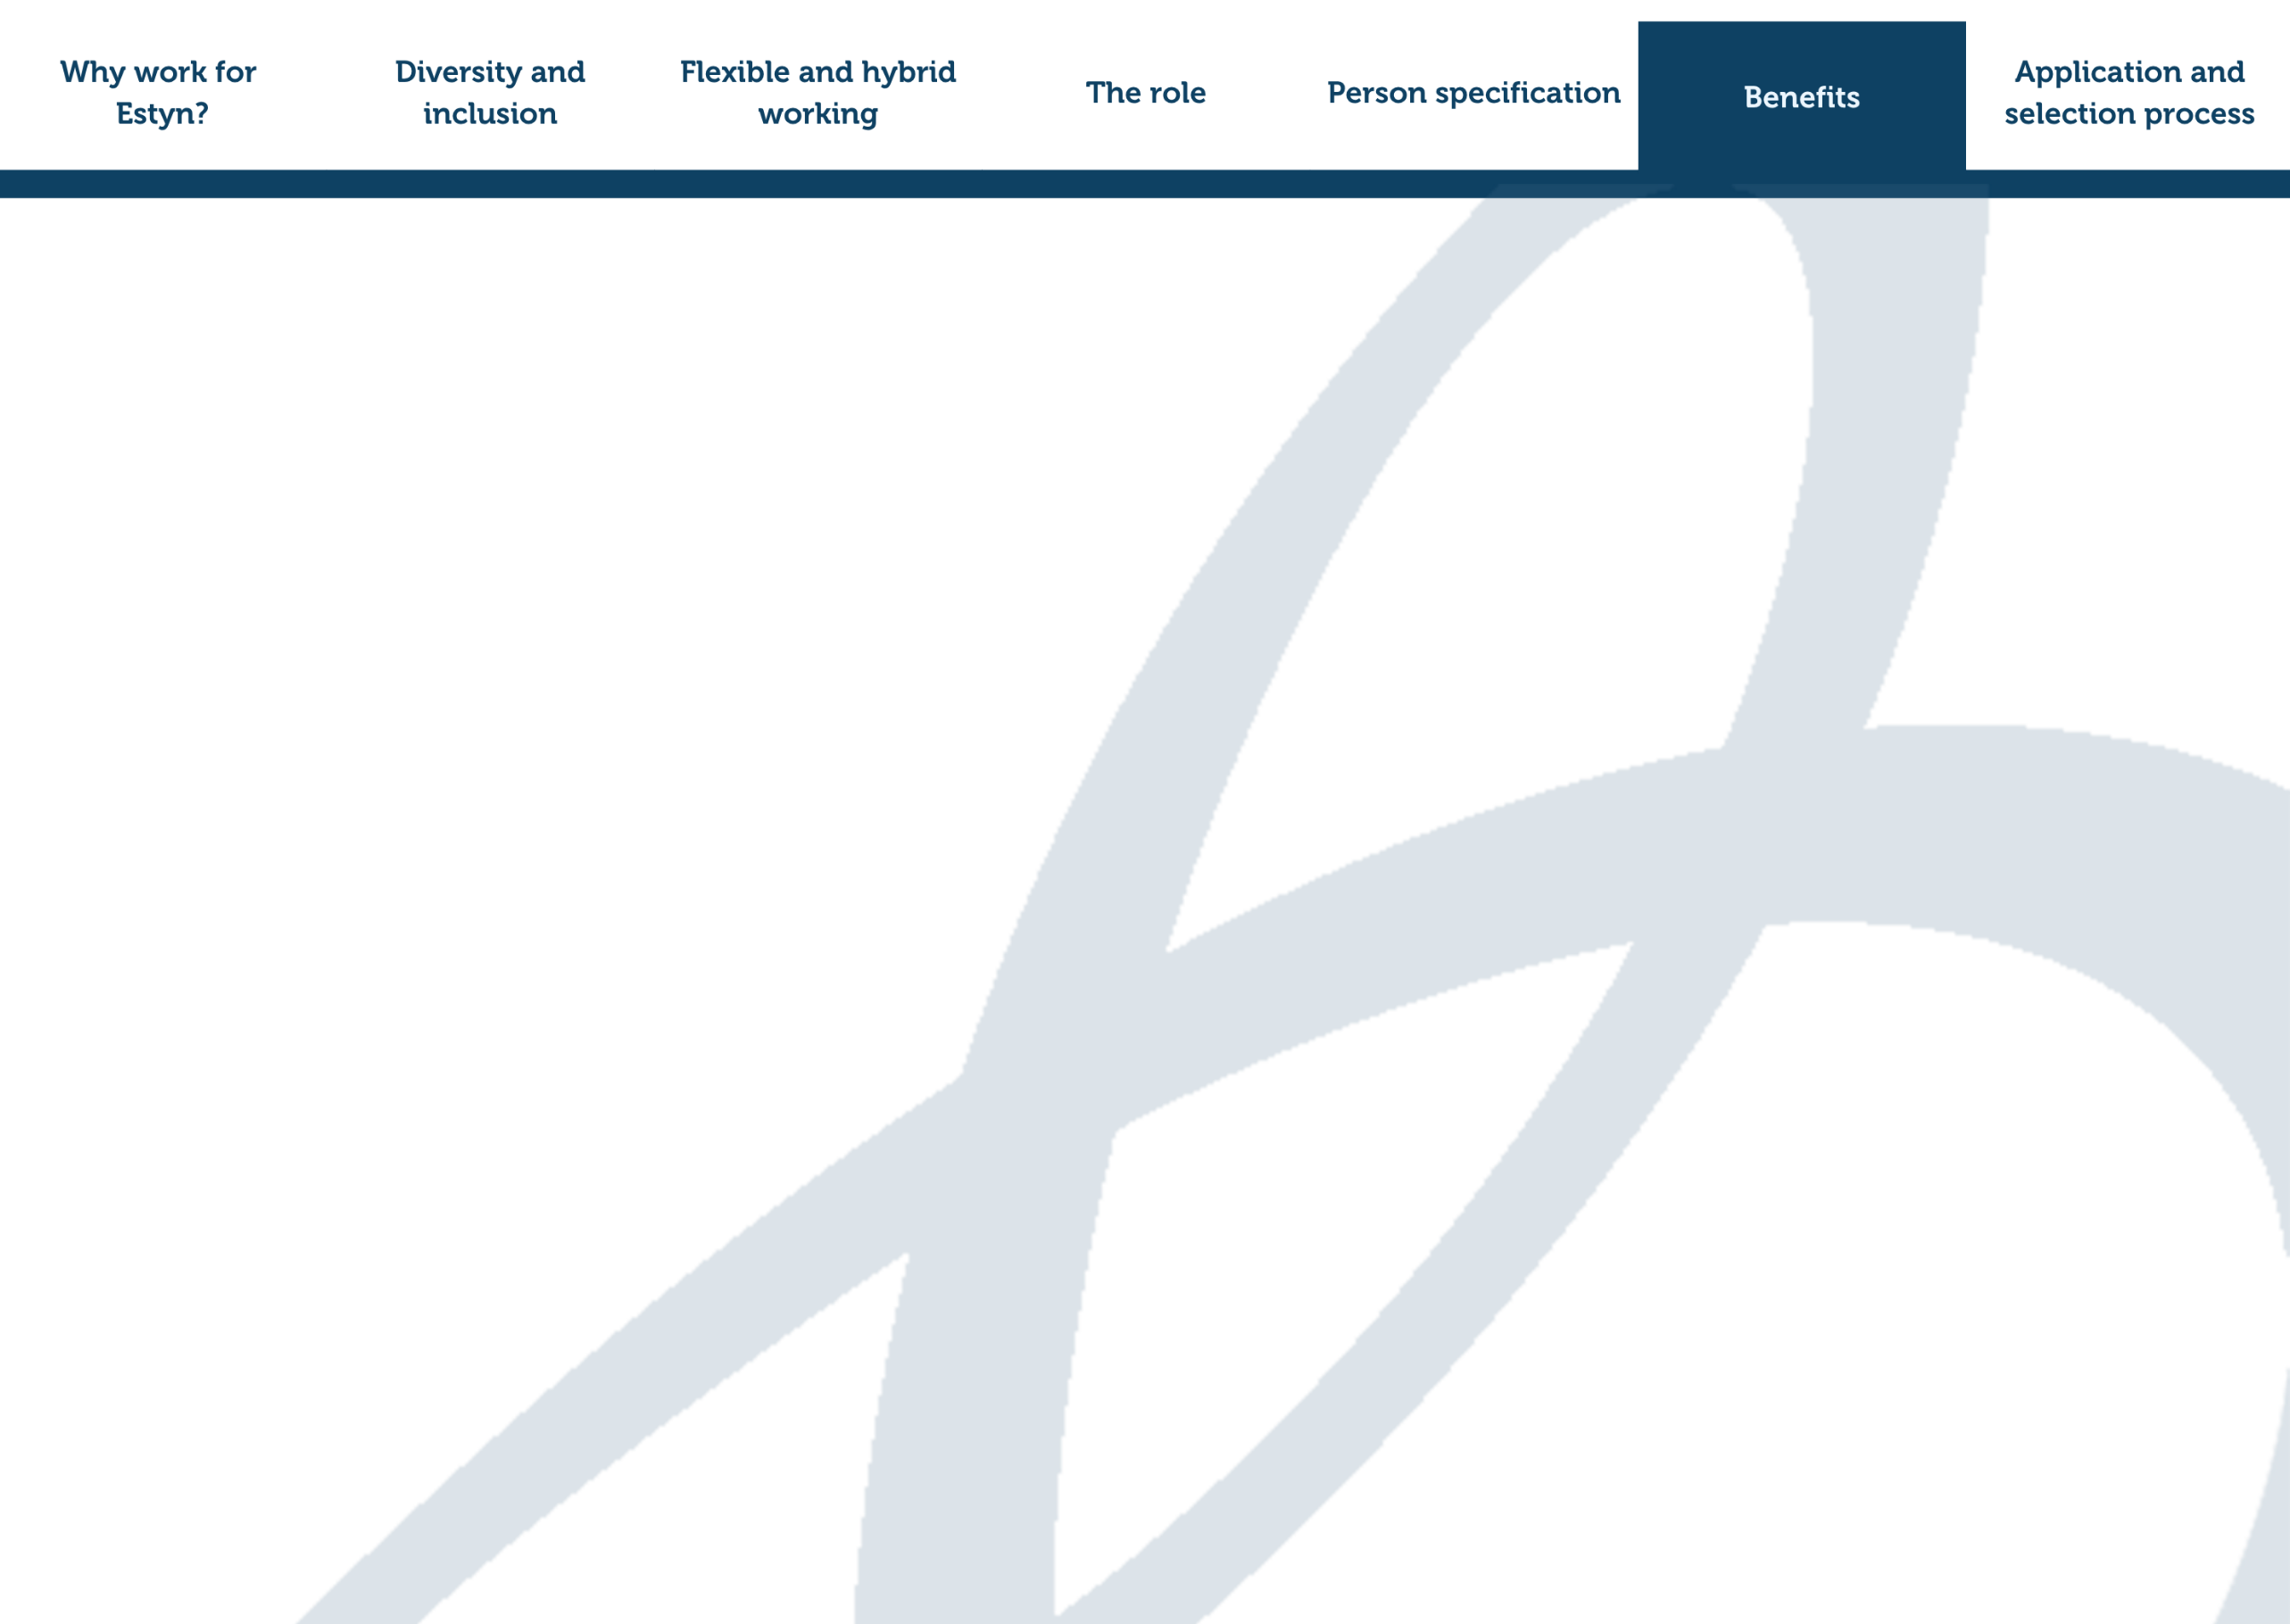 Why work for
Estyn?
Diversity and
inclusion
Flexible and hybrid
working
The role
Person specification
Benefits
Application and
selection process